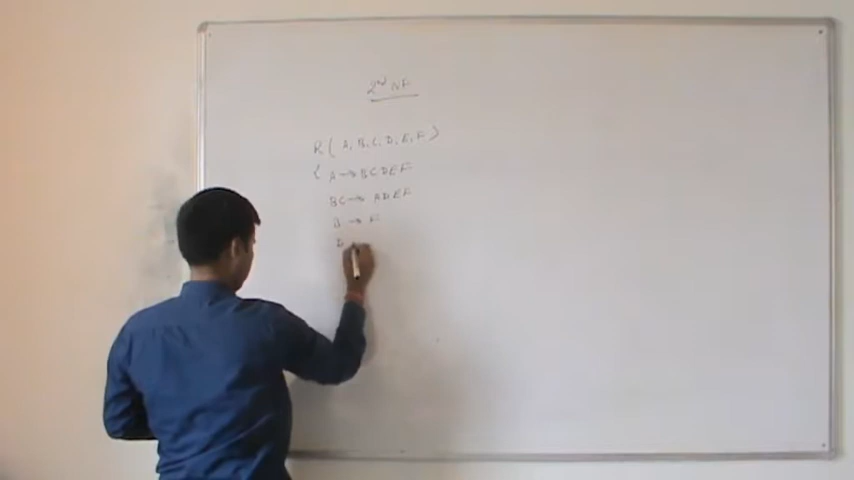 2nd NF
R( A, B, C, D, E, F )
{ A → BCDEF
BC → ADEF
B → F
D